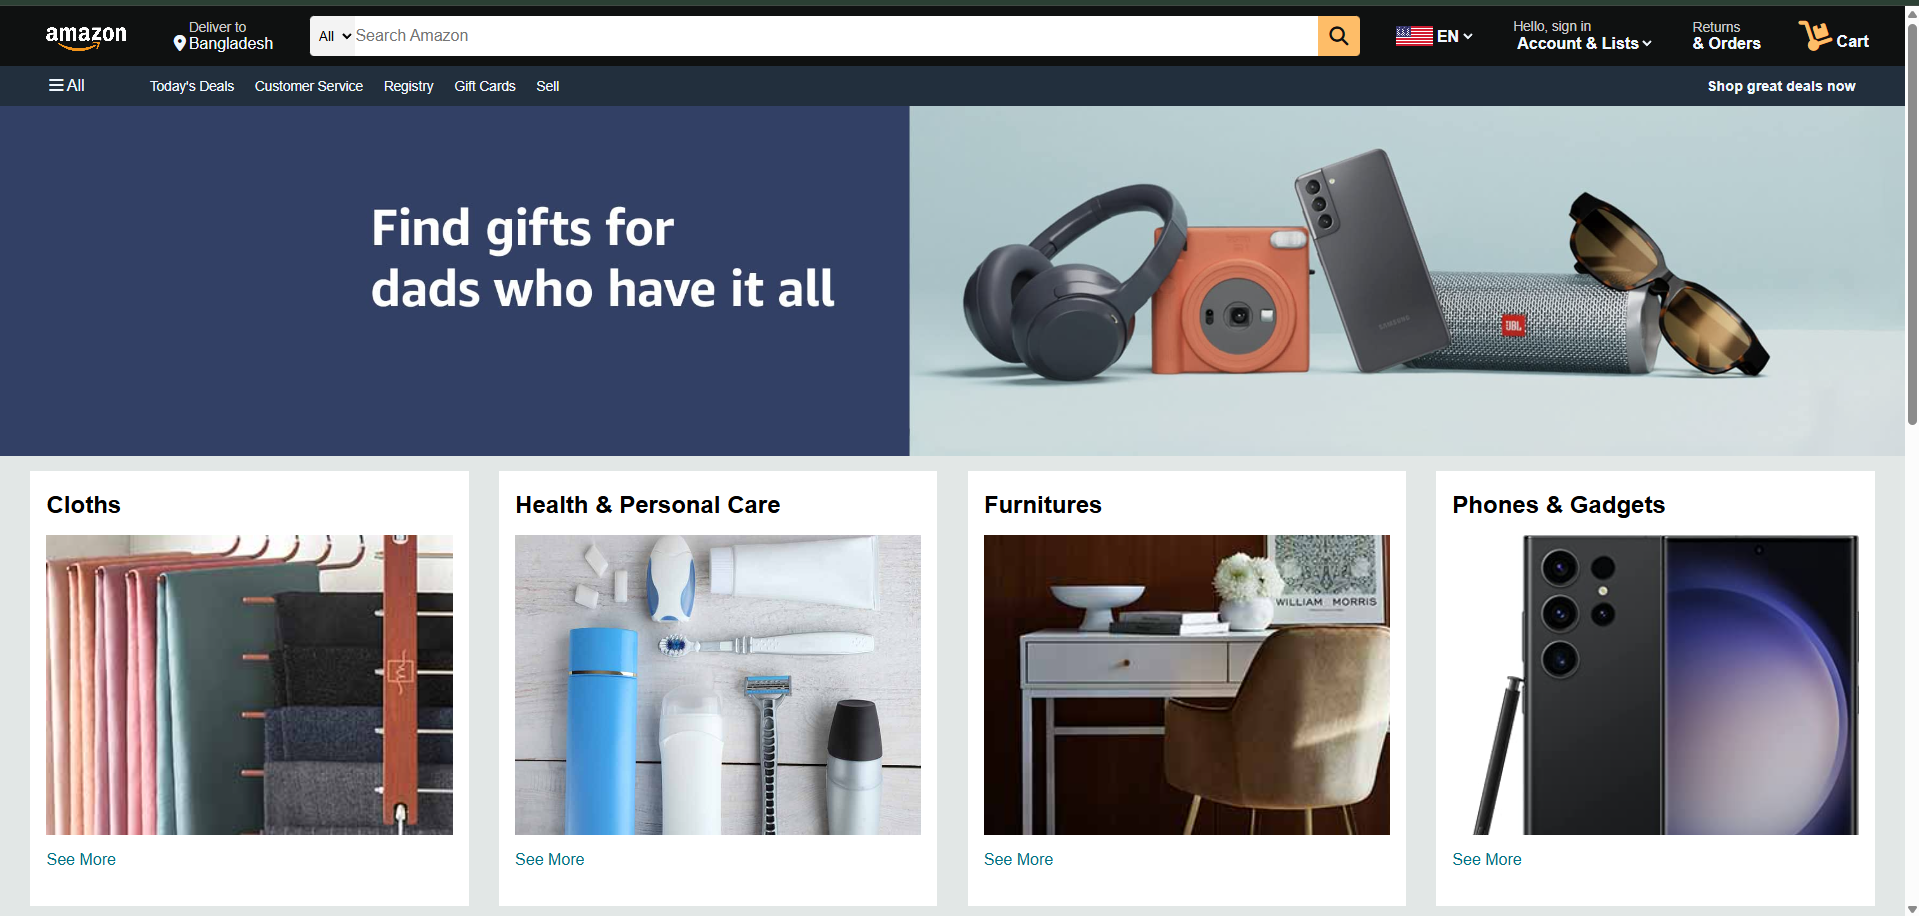 amazon
Deliver to
Bangladesh
All
Search Amazon
EN
Hello, sign in
Account & Lists
Returns
& Orders
Cart
All
Today's Deals
Customer Service
Registry
Gift Cards
Sell
Shop great deals now
Find gifts for
dads who have it all
SAMSUNG
JBL
Cloths
Health & Personal Care
Furnitures
Phones & Gadgets
WILLIAM MORRIS
See More
See More
See More
See More